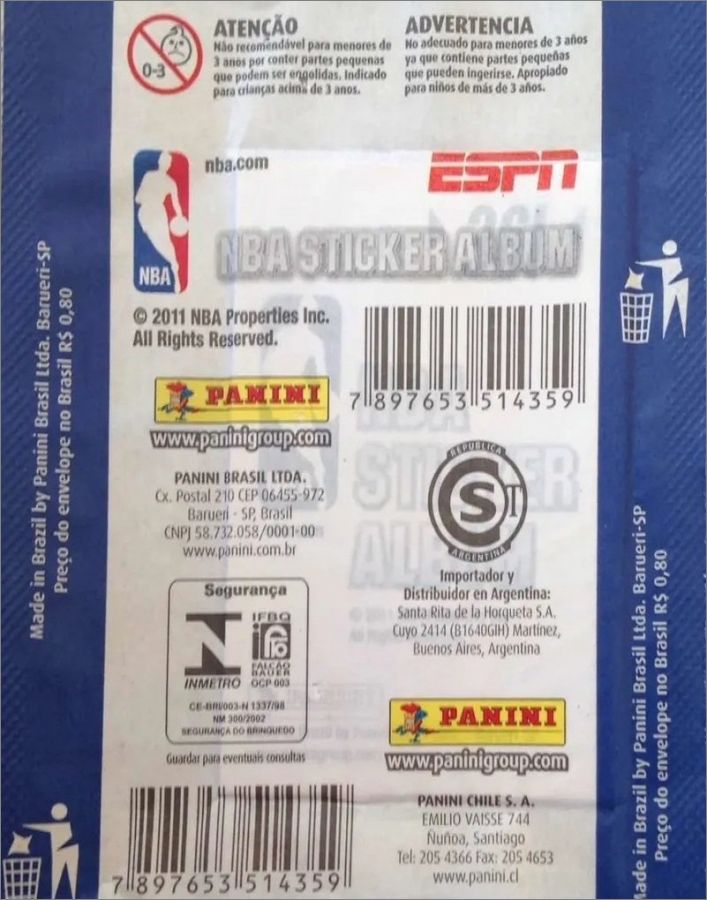 ATENÇÃO
Não recomendável para menores de
3 anos por conter partes pequenas
que podem ser engolidas. Indicado
para crianças acima de 3 anos.
ADVERTENCIA
No adecuado para menores de 3 años
ya que contiene partes pequeñas
que pueden ingerirse. Apropiado
para niños de más de 3 años.
0-3
nba.com
ESPN
NBA
NBA STICKER ALBUM
© 2011 NBA Properties Inc.
All Rights Reserved.
7 897653 514359
PANINI
www.paninigroup.com
PANINI BRASIL LTDA.
Cx. Postal 210 CEP 06455-972
Barueri - SP, Brasil
CNPJ 58.732.058/0001-00
www.panini.com.br
REPUBLICA
CST
ARGENTINA
Importador y
Distribuidor en Argentina:
Santa Rita de la Horqueta S.A.
Cuyo 2414 (B1640GIH) Martínez,
Buenos Aires, Argentina
Segurança
INMETRO
IFBQ
FALCÃO
BAUER
OCP 003
CE-BRI/003-N 1337/98
NM 300/2002
SEGURANÇA DO BRINQUEDO
Guardar para eventuais consultas
PANINI
www.paninigroup.com
PANINI CHILE S. A.
EMILIO VAISSE 744
Ñuñoa, Santiago
Tel: 205 4366 Fax: 205 4653
www.panini.cl
7 897653 514359
Made in Brazil by Panini Brasil Ltda. Barueri-SP
Preço do envelope no Brasil R$ 0,80
Made in Brazil by Panini Brasil Ltda. Barueri-SP
Preço do envelope no Brasil R$ 0,80